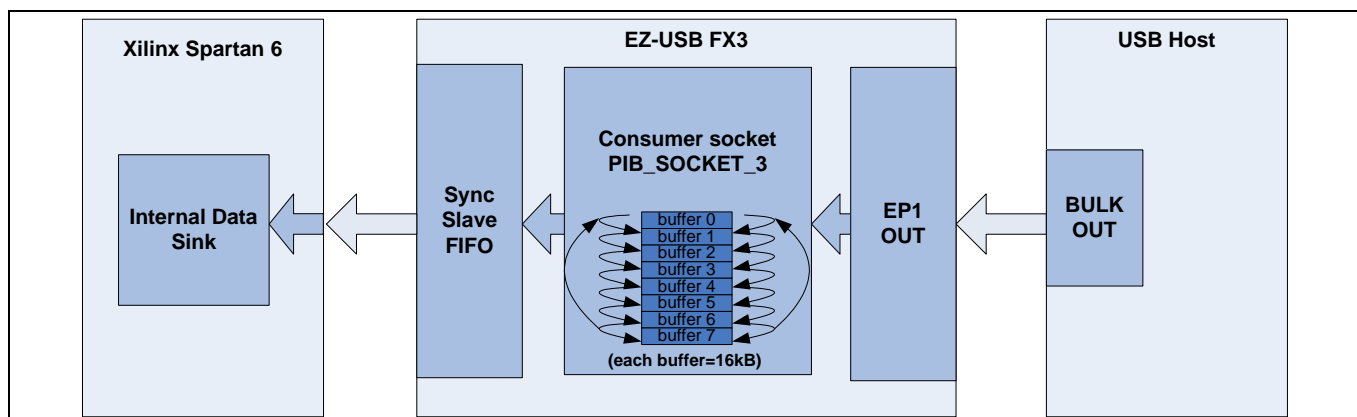 Xilinx Spartan 6
Internal Data
Sink
EZ-USB FX3
Sync
Slave
FIFO
Consumer socket
PIB_SOCKET_3
buffer 0
buffer 1
buffer 2
buffer 3
buffer 4
buffer 5
buffer 6
buffer 7
(each buffer=16kB)
EP1
OUT
USB Host
BULK
OUT